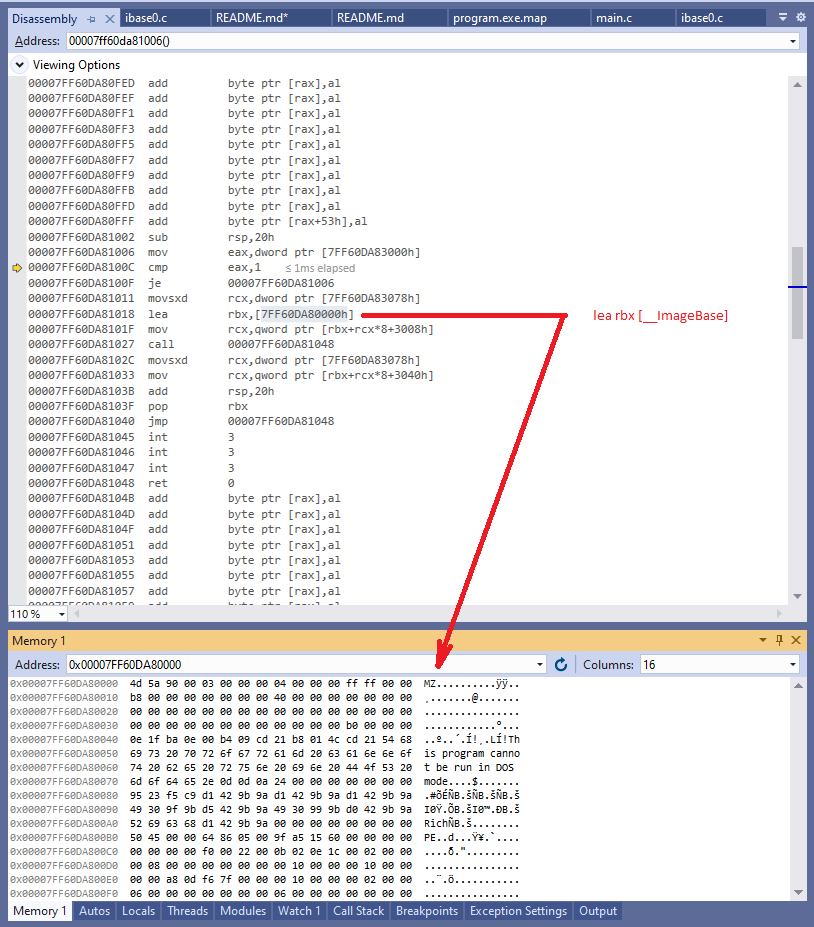 Disassembly ibase0.c README.md* README.md program.exe.map main.c ibase0.c
Address: 00007ff60da81006()
Viewing Options
00007FF60DA80FED add byte ptr [rax],al
00007FF60DA80FEF add byte ptr [rax],al
00007FF60DA80FF1 add byte ptr [rax],al
00007FF60DA80FF3 add byte ptr [rax],al
00007FF60DA80FF5 add byte ptr [rax],al
00007FF60DA80FF7 add byte ptr [rax],al
00007FF60DA80FF9 add byte ptr [rax],al
00007FF60DA80FFB add byte ptr [rax],al
00007FF60DA80FFD add byte ptr [rax],al
00007FF60DA80FFF add byte ptr [rax+53h],al
00007FF60DA81002 sub rsp,20h
00007FF60DA81006 mov eax,dword ptr [7FF60DA83000h]
00007FF60DA8100C cmp eax,1 ≤ 1ms elapsed
00007FF60DA8100F je 00007FF60DA81006
00007FF60DA81011 movsxd rcx,dword ptr [7FF60DA83078h]
00007FF60DA81018 lea rbx,[7FF60DA80000h] lea rbx [__ImageBase]
00007FF60DA8101F mov rcx,qword ptr [rbx+rcx*8+3008h]
00007FF60DA81027 call 00007FF60DA81048
00007FF60DA8102C movsxd rcx,dword ptr [7FF60DA83078h]
00007FF60DA81033 mov rcx,qword ptr [rbx+rcx*8+3040h]
00007FF60DA8103B add rsp,20h
00007FF60DA8103F pop rbx
00007FF60DA81040 jmp 00007FF60DA81048
00007FF60DA81045 int 3
00007FF60DA81046 int 3
00007FF60DA81047 int 3
00007FF60DA81048 ret 0
00007FF60DA8104B add byte ptr [rax],al
00007FF60DA8104D add byte ptr [rax],al
00007FF60DA8104F add byte ptr [rax],al
00007FF60DA81051 add byte ptr [rax],al
00007FF60DA81053 add byte ptr [rax],al
00007FF60DA81055 add byte ptr [rax],al
00007FF60DA81057 add byte ptr [rax],al
110 %
Memory 1
Address: 0x00007FF60DA80000 Columns: 16
0x00007FF60DA80000 4d 5a 90 00 03 00 00 00 04 00 00 00 ff ff 00 00 MZ..........ÿÿ..
0x00007FF60DA80010 b8 00 00 00 00 00 00 00 40 00 00 00 00 00 00 00 ¸.......@.......
0x00007FF60DA80020 00 00 00 00 00 00 00 00 00 00 00 00 00 00 00 00 ................
0x00007FF60DA80030 00 00 00 00 00 00 00 00 00 00 00 00 b0 00 00 00 ............°...
0x00007FF60DA80040 0e 1f ba 0e 00 b4 09 cd 21 b8 01 4c cd 21 54 68 ..º..´.Í!¸.LÍ!Th
0x00007FF60DA80050 69 73 20 70 72 6f 67 72 61 6d 20 63 61 6e 6e 6f is program canno
0x00007FF60DA80060 74 20 62 65 20 72 75 6e 20 69 6e 20 44 4f 53 20 t be run in DOS
0x00007FF60DA80070 6d 6f 64 65 2e 0d 0d 0a 24 00 00 00 00 00 00 00 mode....$.......
0x00007FF60DA80080 95 23 f5 c9 d1 42 9b 9a d1 42 9b 9a d1 42 9b 9a .#õÉÑB.šÑB.šÑB.š
0x00007FF60DA80090 49 30 9f 9b d5 42 9b 9a 49 30 99 9b d0 42 9b 9a I0Ÿ.ÕB.šI0™.ÐB.š
0x00007FF60DA800A0 52 69 63 68 d1 42 9b 9a 00 00 00 00 00 00 00 00 RichÑB.š........
0x00007FF60DA800B0 50 45 00 00 64 86 05 00 9f a5 15 60 00 00 00 00 PE..d...Ÿ¥.`....
0x00007FF60DA800C0 00 00 00 00 f0 00 22 00 0b 02 0e 1c 00 02 00 00 ....ð.".........
0x00007FF60DA800D0 00 08 00 00 00 00 00 00 00 10 00 00 00 10 00 00 ................
0x00007FF60DA800E0 00 00 a8 0d f6 7f 00 00 00 10 00 00 00 02 00 00 ..¨.ö...........
0x00007FF60DA800F0 06 00 00 00 00 00 00 00 06 00 00 00 00 00 00 00 ................
Memory 1 Autos Locals Threads Modules Watch 1 Call Stack Breakpoints Exception Settings Output